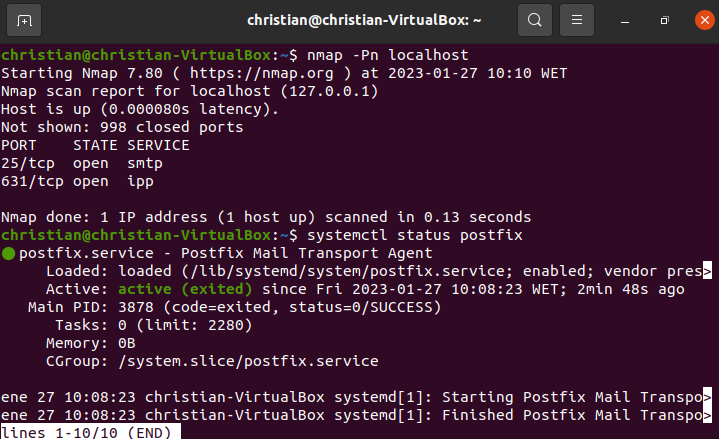 christian@christian-VirtualBox: ~
christian@christian-VirtualBox:~$ nmap -Pn localhost
Starting Nmap 7.80 ( https://nmap.org ) at 2023-01-27 10:10 WET
Nmap scan report for localhost (127.0.0.1)
Host is up (0.000080s latency).
Not shown: 998 closed ports
PORT    STATE SERVICE
25/tcp  open  smtp
631/tcp open  ipp

Nmap done: 1 IP address (1 host up) scanned in 0.13 seconds
christian@christian-VirtualBox:~$ systemctl status postfix
● postfix.service - Postfix Mail Transport Agent
     Loaded: loaded (/lib/systemd/system/postfix.service; enabled; vendor pres>
     Active: active (exited) since Fri 2023-01-27 10:08:23 WET; 2min 48s ago
   Main PID: 3878 (code=exited, status=0/SUCCESS)
      Tasks: 0 (limit: 2280)
     Memory: 0B
     CGroup: /system.slice/postfix.service

ene 27 10:08:23 christian-VirtualBox systemd[1]: Starting Postfix Mail Transpo>
ene 27 10:08:23 christian-VirtualBox systemd[1]: Finished Postfix Mail Transpo>
lines 1-10/10 (END)